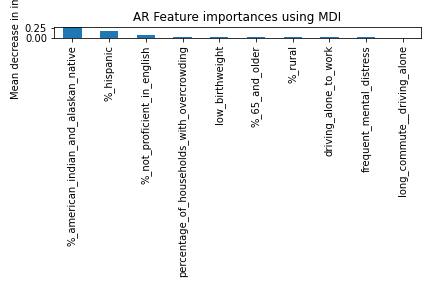 AR Feature importances using MDI
Mean decrease in in
0.25
0.00
%_american_indian_and_alaskan_native
%_hispanic
%_not_proficient_in_english
percentage_of_households_with_overcrowding
low_birthweight
%_65_and_older
%_rural
driving_alone_to_work
frequent_mental_distress
long_commute__driving_alone